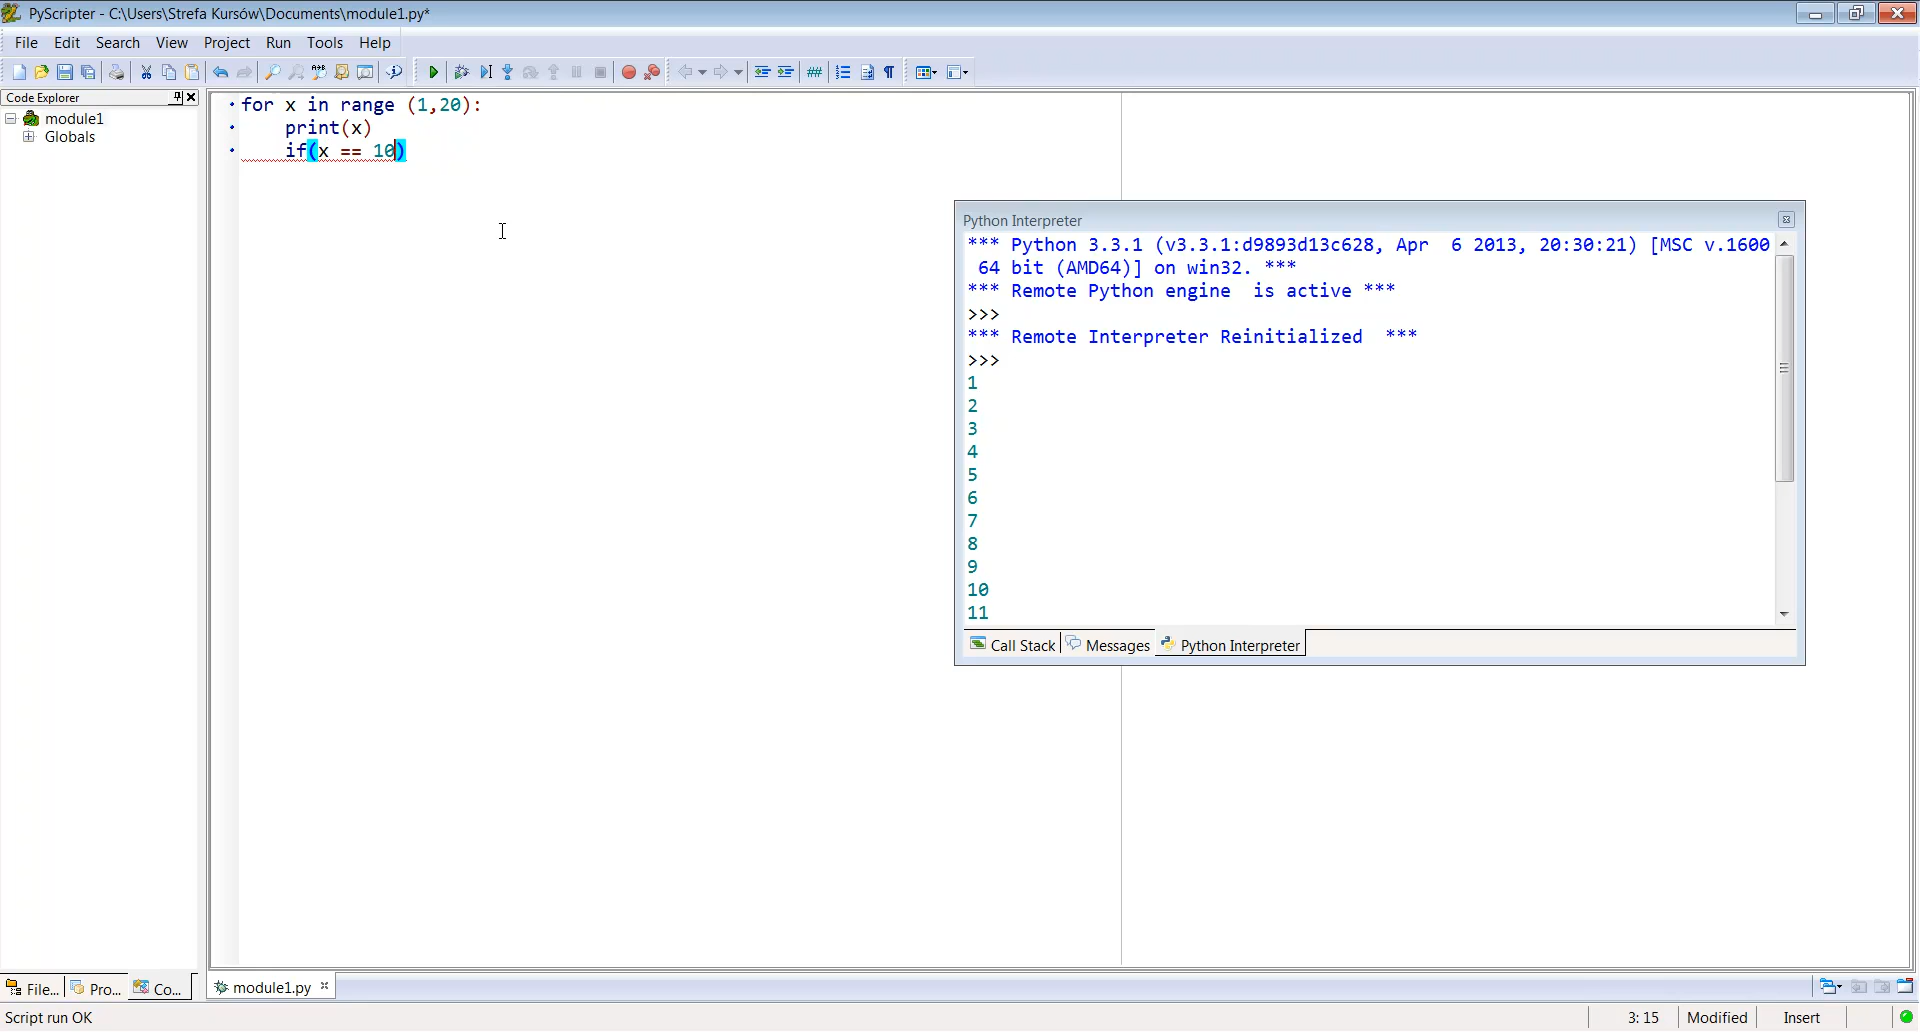 PyScripter - C:\Users\Strefa Kursów\Documents\module1.py*
File Edit Search View Project Run Tools Help
Code Explorer
module1
Globals
for x in range (1,20):
    print(x)
    if(x == 10)
Python Interpreter
*** Python 3.3.1 (v3.3.1:d9893d13c628, Apr  6 2013, 20:30:21) [MSC v.1600
 64 bit (AMD64)] on win32. ***
*** Remote Python engine  is active ***
>>>
*** Remote Interpreter Reinitialized  ***
>>>
1
2
3
4
5
6
7
8
9
10
11
Call Stack Messages Python Interpreter
File... Pro... Co...
module1.py
Script run OK
3: 15 Modified Insert